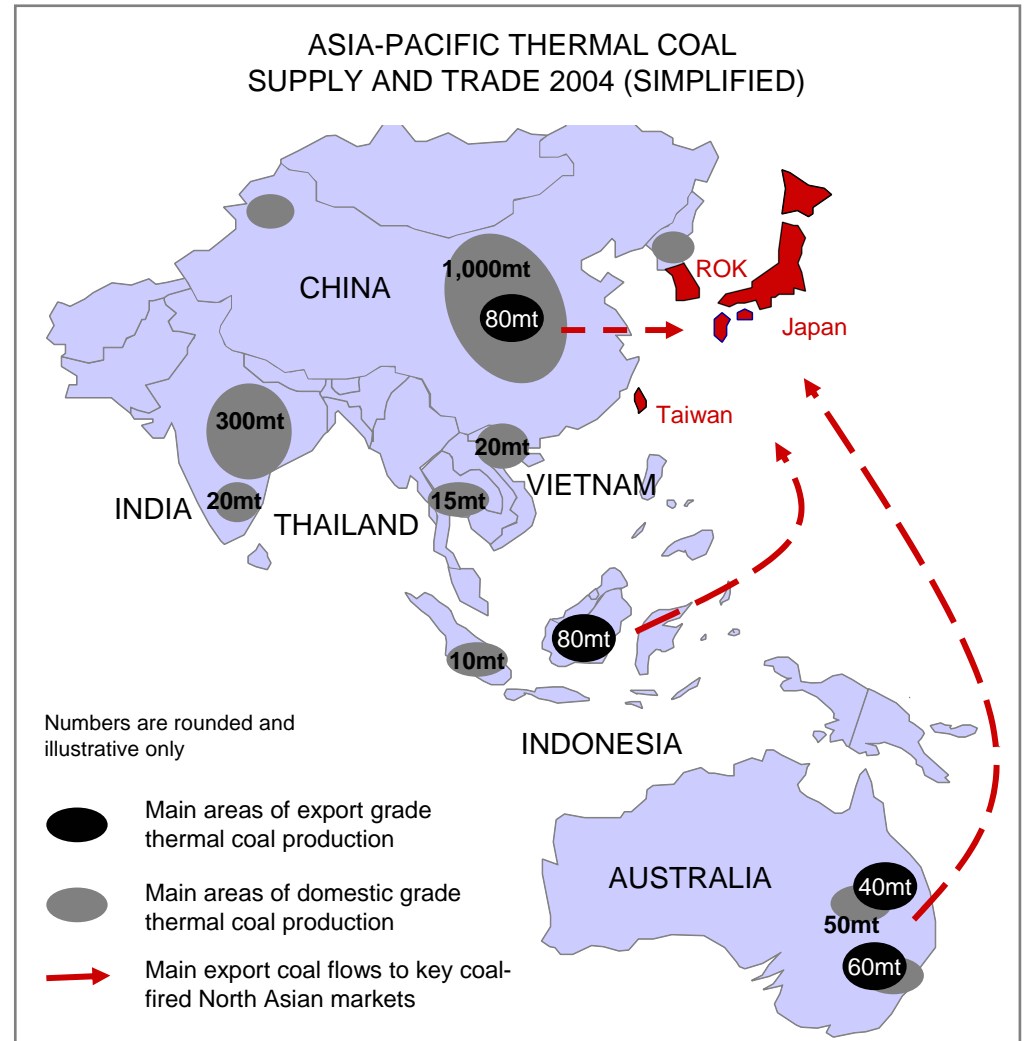 ASIA-PACIFIC THERMAL COAL
SUPPLY AND TRADE 2004 (SIMPLIFIED)
1,000mt
ROK
CHINA
80mt
Japan
Taiwan
300mt
20mt
VIETNAM
20mt
15mt
INDIA
THAILAND
80mt
10mt
Numbers are rounded and
illustrative only
INDONESIA
Main areas of export grade
thermal coal production
AUSTRALIA
40mt
Main areas of domestic grade
thermal coal production
50mt
60mt
Main export coal flows to key coal-
fired North Asian markets